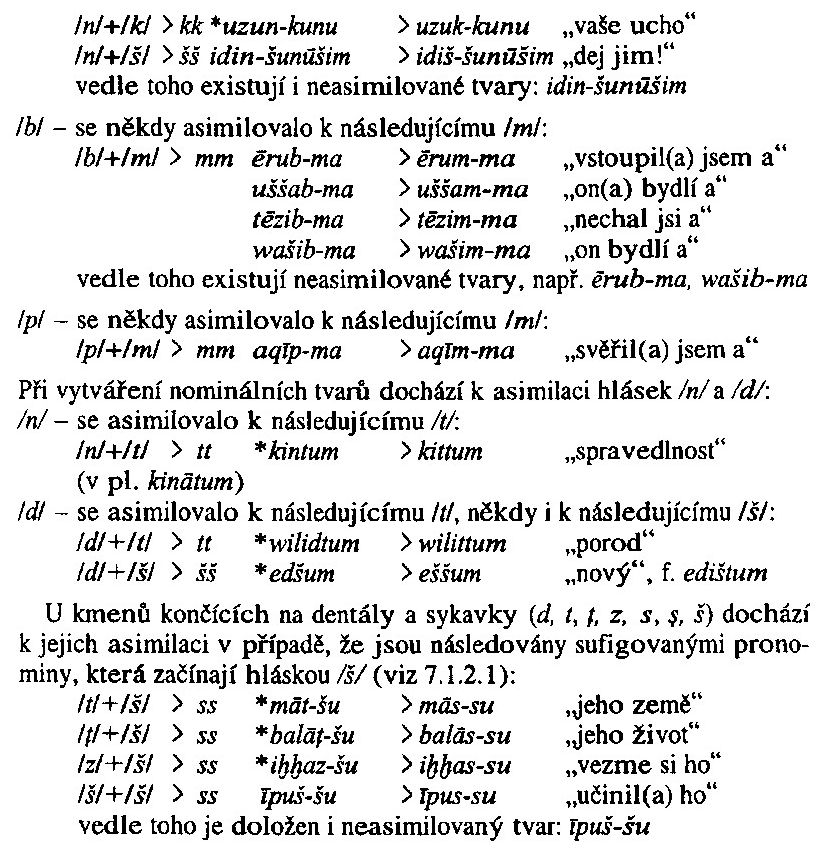 /n/+/k/ > kk *uzun-kunu > uzuk-kunu „vaše ucho“
/n/+/š/ > šš idin-šunūšim > idiš-šunūšim „dej jim!“
vedle toho existují i neasimilované tvary: idin-šunūšim
/b/ – se někdy asimilovalo k následujícímu /m/:
/b/+/m/ > mm ērub-ma > ērum-ma „vstoupil(a) jsem a“
uššab-ma > uššam-ma „on(a) bydlí a“
tēzib-ma > tēzim-ma „nechal jsi a“
wašib-ma > wašim-ma „on bydlí a“
vedle toho existují neasimilované tvary, např. ērub-ma, wašib-ma
/p/ – se někdy asimilovalo k následujícímu /m/:
/p/+/m/ > mm aqīp-ma > aqīm-ma „svěřil(a) jsem a“
Při vytváření nominálních tvarů dochází k asimilaci hlásek /n/ a /d/:
/n/ – se asimilovalo k následujícímu /t/:
/n/+/t/ > tt *kintum > kittum „spravedlnost“
(v pl. kinātum)
/d/ – se asimilovalo k následujícímu /t/, někdy i k následujícímu /š/:
/d/+/t/ > tt *wilidtum > wilittum „porod“
/d/+/š/ > šš *edšum > eššum „nový“, f. edištum
U kmenů končících na dentály a sykavky (d, t, ṭ, z, s, ṣ, š) dochází
k jejich asimilaci v případě, že jsou následovány sufigovanými prono-
miny, která začínají hláskou /š/ (viz 7.1.2.1):
/t/+/š/ > ss *māt-šu > mās-su „jeho země“
/ṭ/+/š/ > ss *balāṭ-šu > balās-su „jeho život“
/z/+/š/ > ss *iḫḫaz-šu > iḫḫas-su „vezme si ho“
/š/+/š/ > ss īpuš-šu > īpus-su „učinil(a) ho“
vedle toho je doložen i neasimilovaný tvar: īpuš-šu